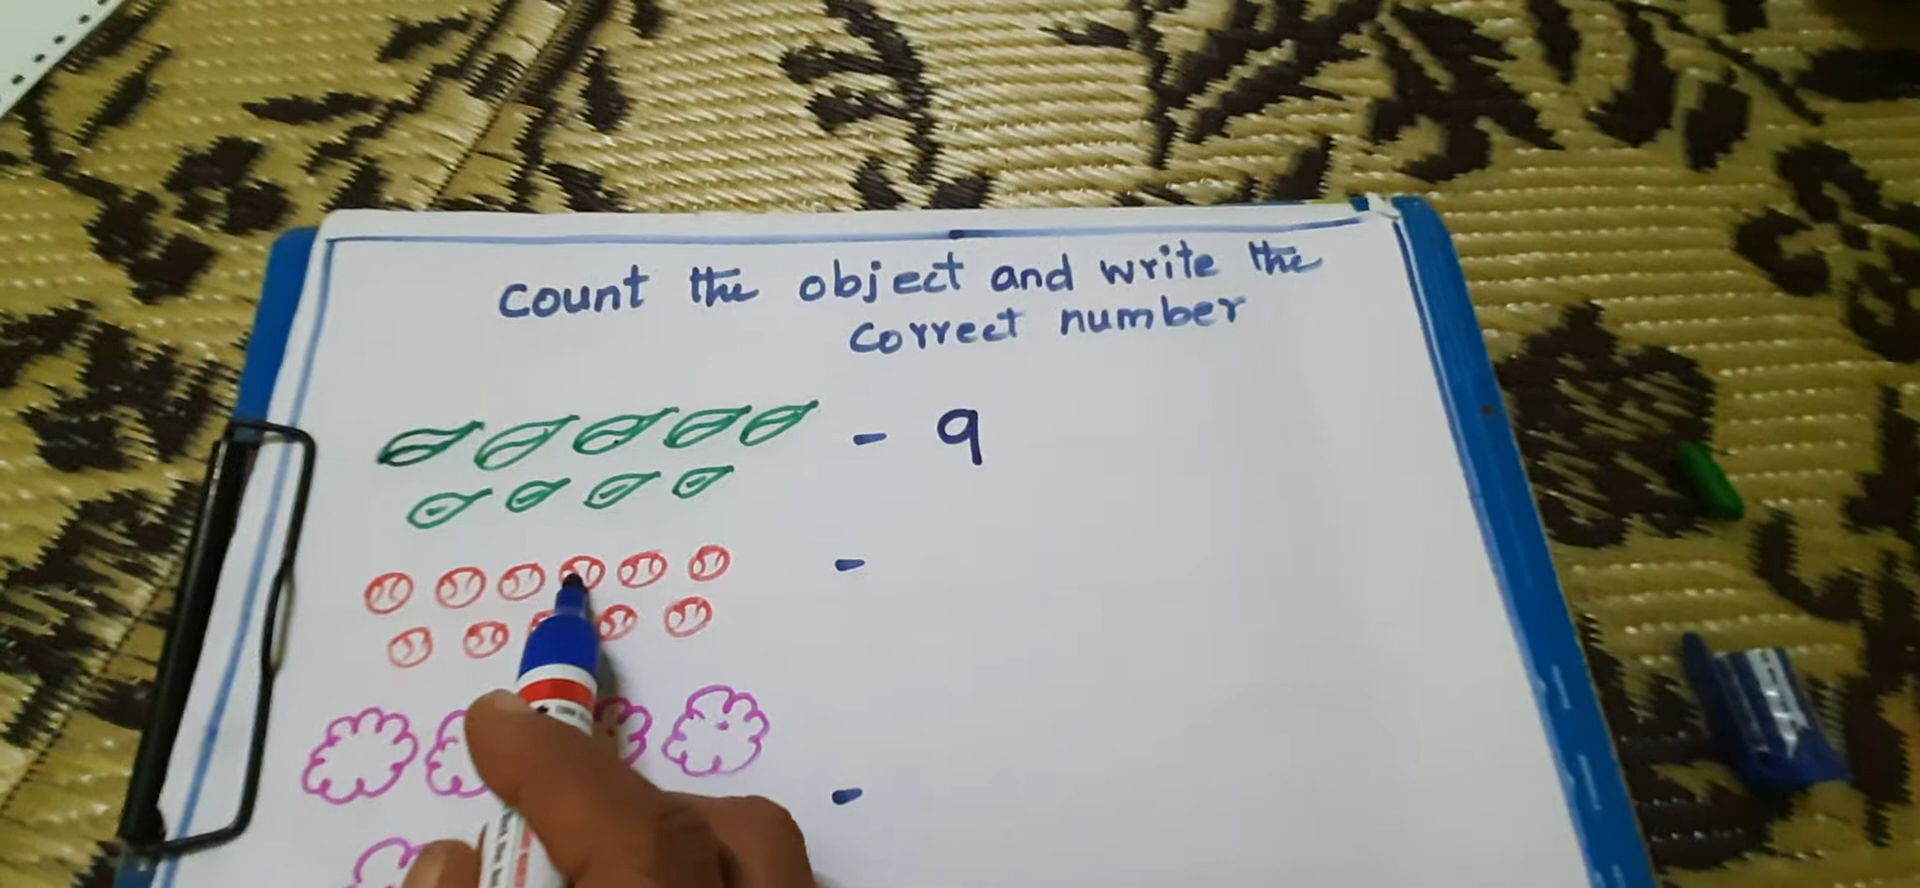 count the object and write the
correct number
- 9
-
-